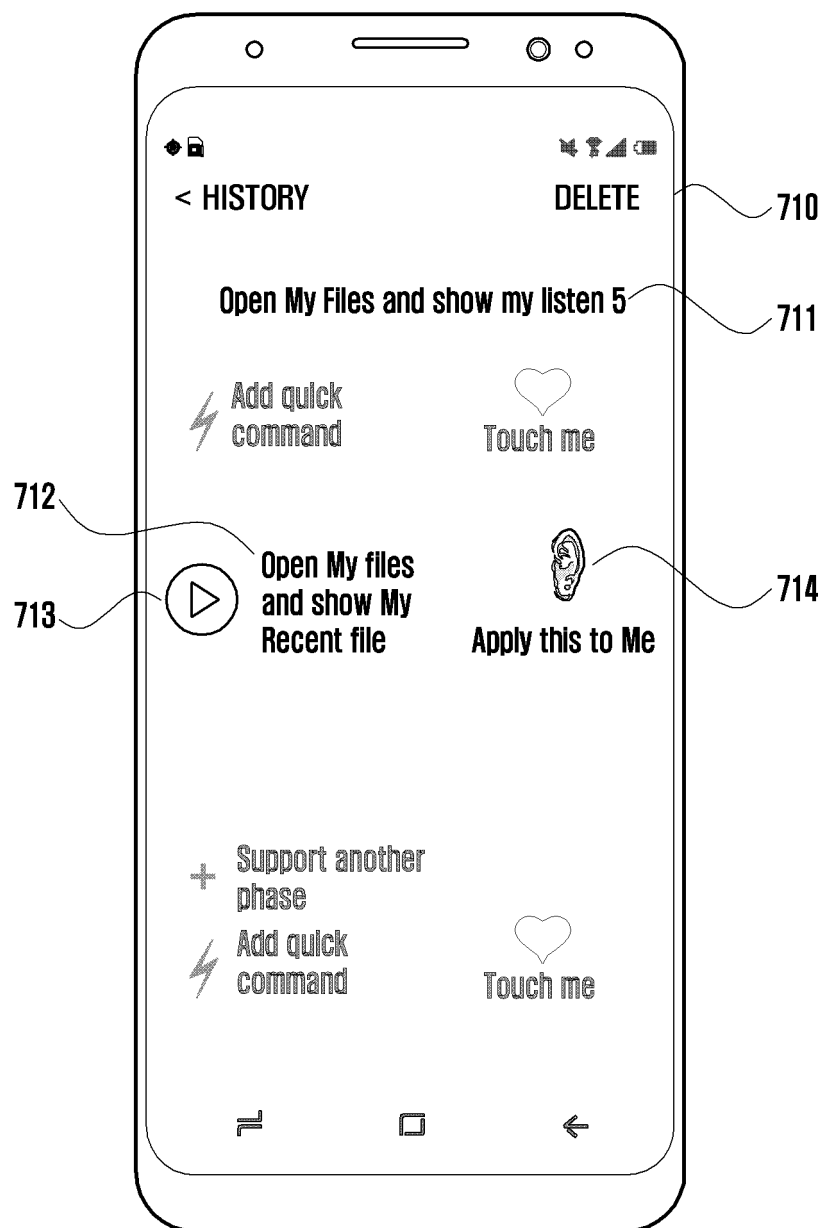 < HISTORY DELETE
710
Open My Files and show my listen 5
711
Add quick
command
Touch me
712
Open My files
and show My
Recent file
713
714
Apply this to Me
+ Support another
phase
Add quick
command
Touch me